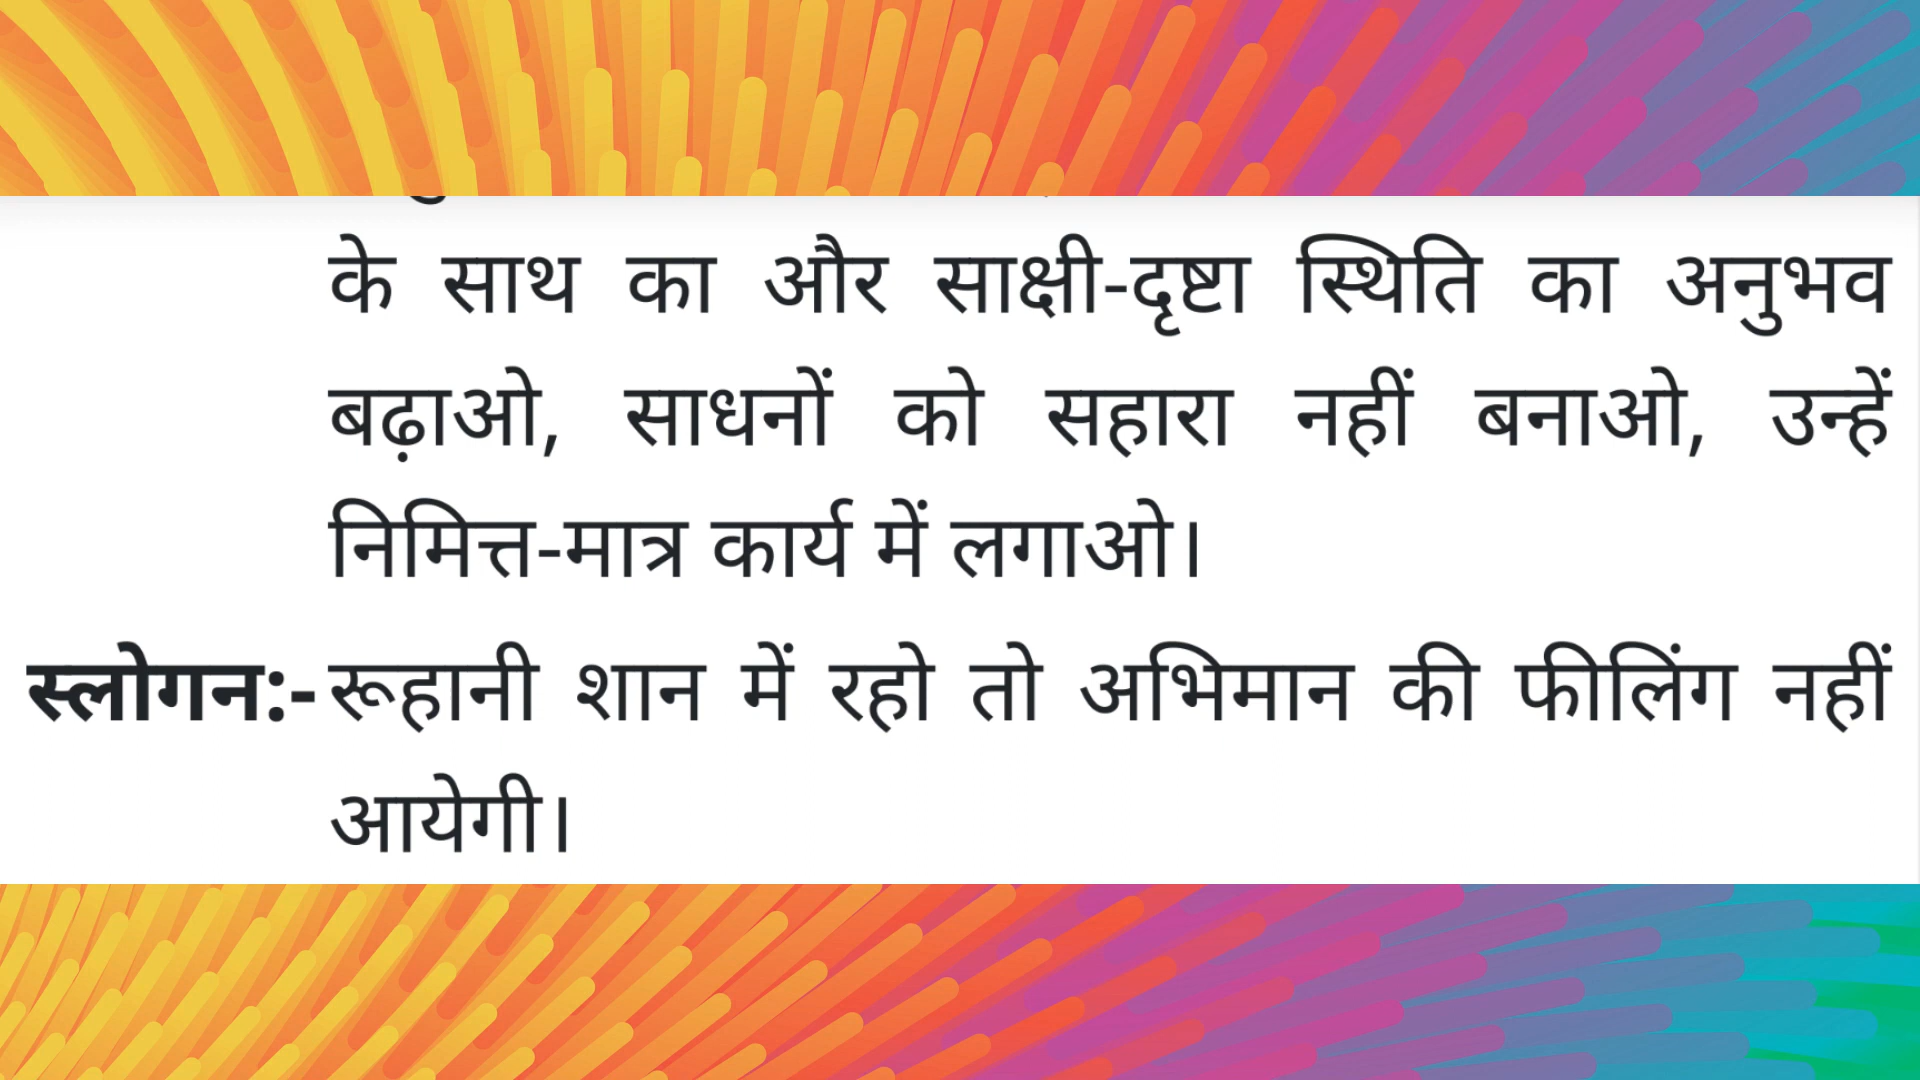 के साथ का और साक्षी-दृष्टा स्थिति का अनुभव
बढ़ाओ, साधनों को सहारा नहीं बनाओ, उन्हें
निमित्त-मात्र कार्य में लगाओ।
स्लोगन:- रूहानी शान में रहो तो अभिमान की फीलिंग नहीं
आयेगी।